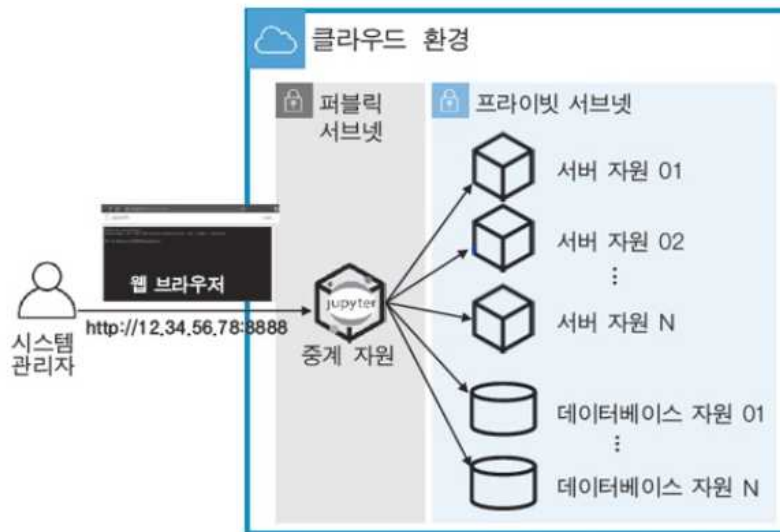 클라우드 환경
퍼블릭
서브넷
프라이빗 서브넷
서버 자원 01
서버 자원 02
서버 자원 N
데이터베이스 자원 01
데이터베이스 자원 N
웹 브라우저
http://12.34.56.78:8888
시스템
관리자
jupyter
중계 자원